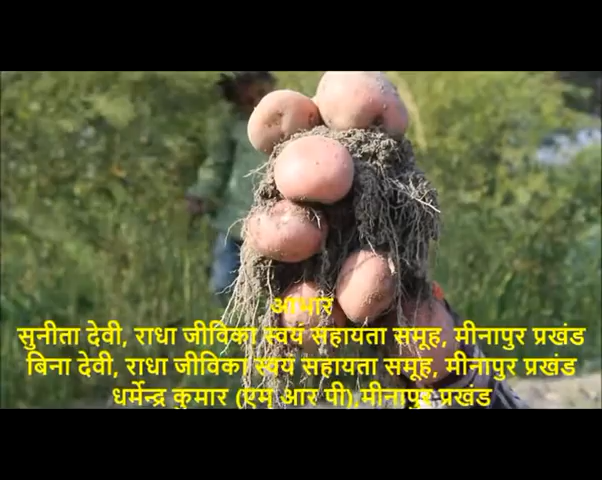 आभार
सुनीता देवी, राधा जीविका स्वयं सहायता समूह, मीनापुर प्रखंड
बिना देवी, राधा जीविका स्वयं सहायता समूह, मीनापुर प्रखंड
धर्मेन्द्र कुमार (एम् आर पी),मीनापुर प्रखंड